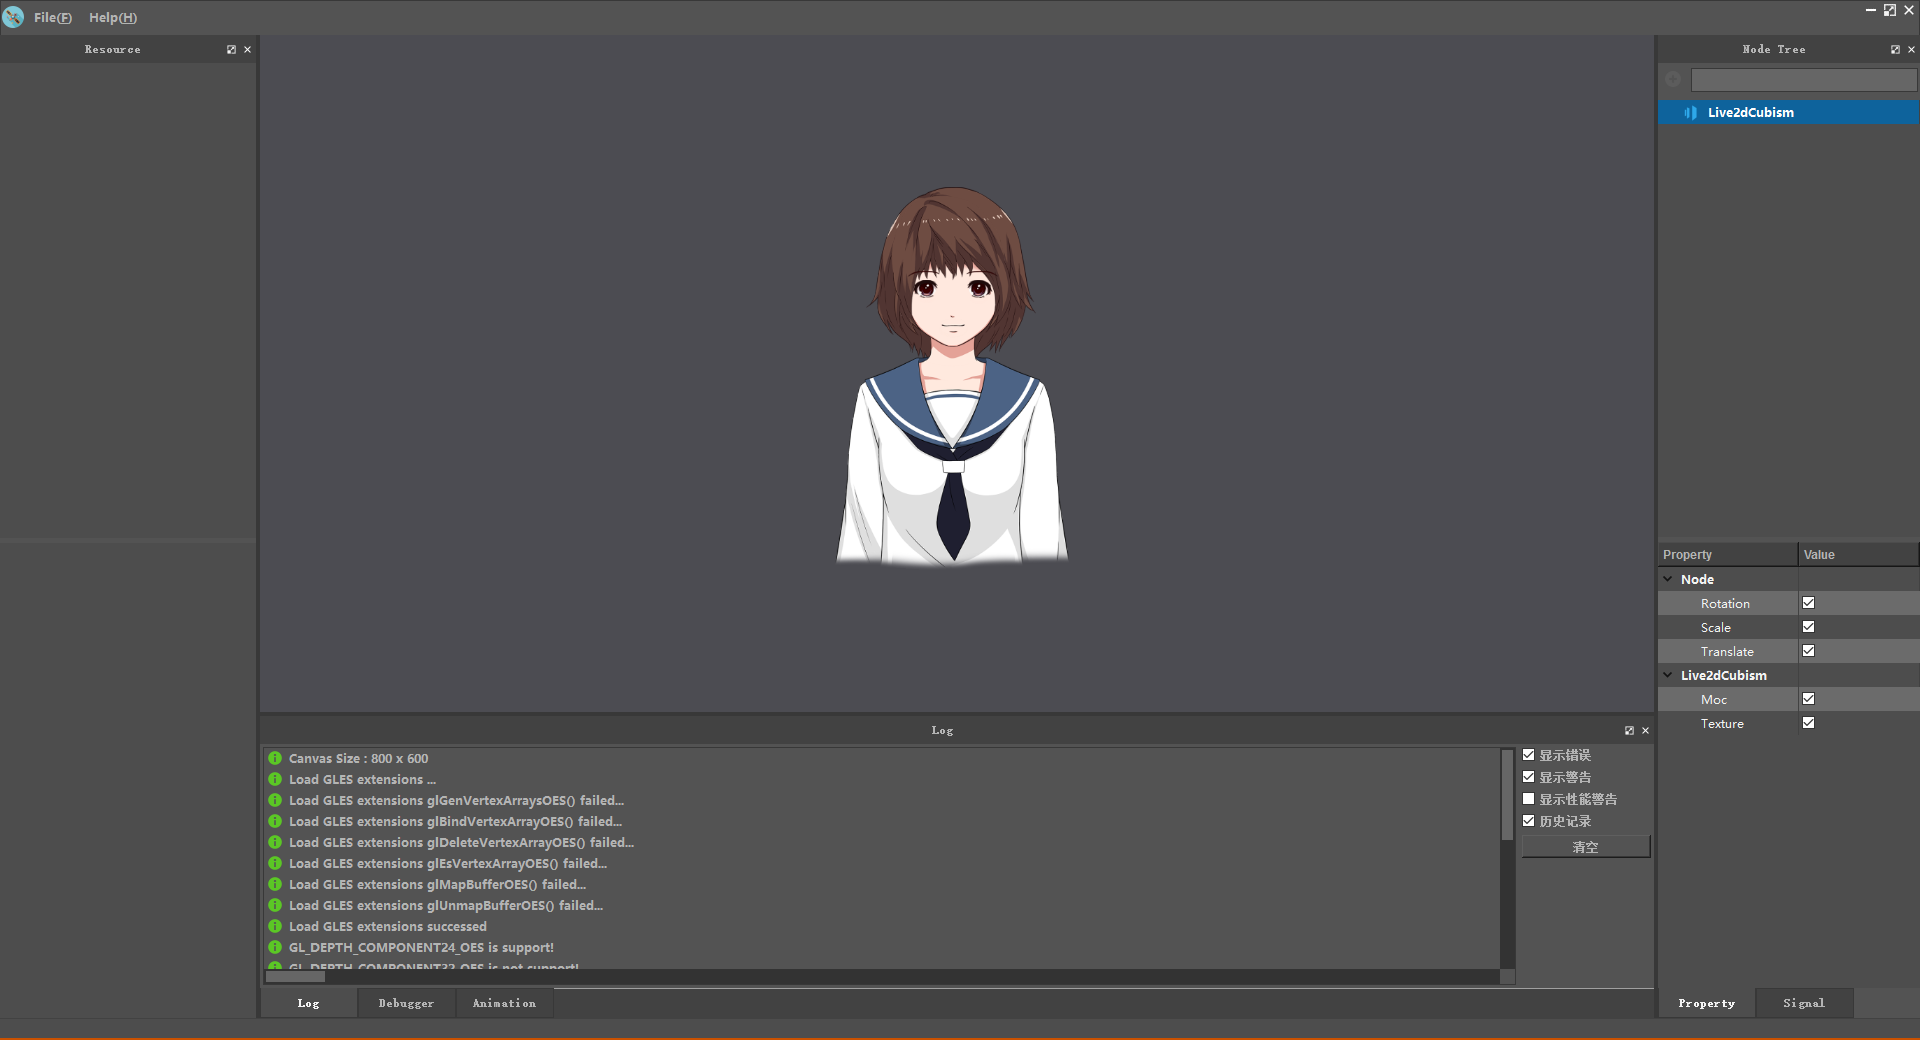 File(F) Help(H)
Resource
Node Tree
Live2dCubism
Property Value
Node
Rotation
Scale
Translate
Live2dCubism
Moc
Texture
Log
Canvas Size : 800 x 600
Load GLES extensions ...
Load GLES extensions glGenVertexArraysOES() failed...
Load GLES extensions glBindVertexArrayOES() failed...
Load GLES extensions glDeleteVertexArrayOES() failed...
Load GLES extensions glEsVertexArrayOES() failed...
Load GLES extensions glMapBufferOES() failed...
Load GLES extensions glUnmapBufferOES() failed...
Load GLES extensions successed
GL_DEPTH_COMPONENT24_OES is support!
GL_DEPTH_COMPONENT32_OES is not support!
显示错误
显示警告
显示性能警告
历史记录
清空
Log Debugger Animation
Property Signal